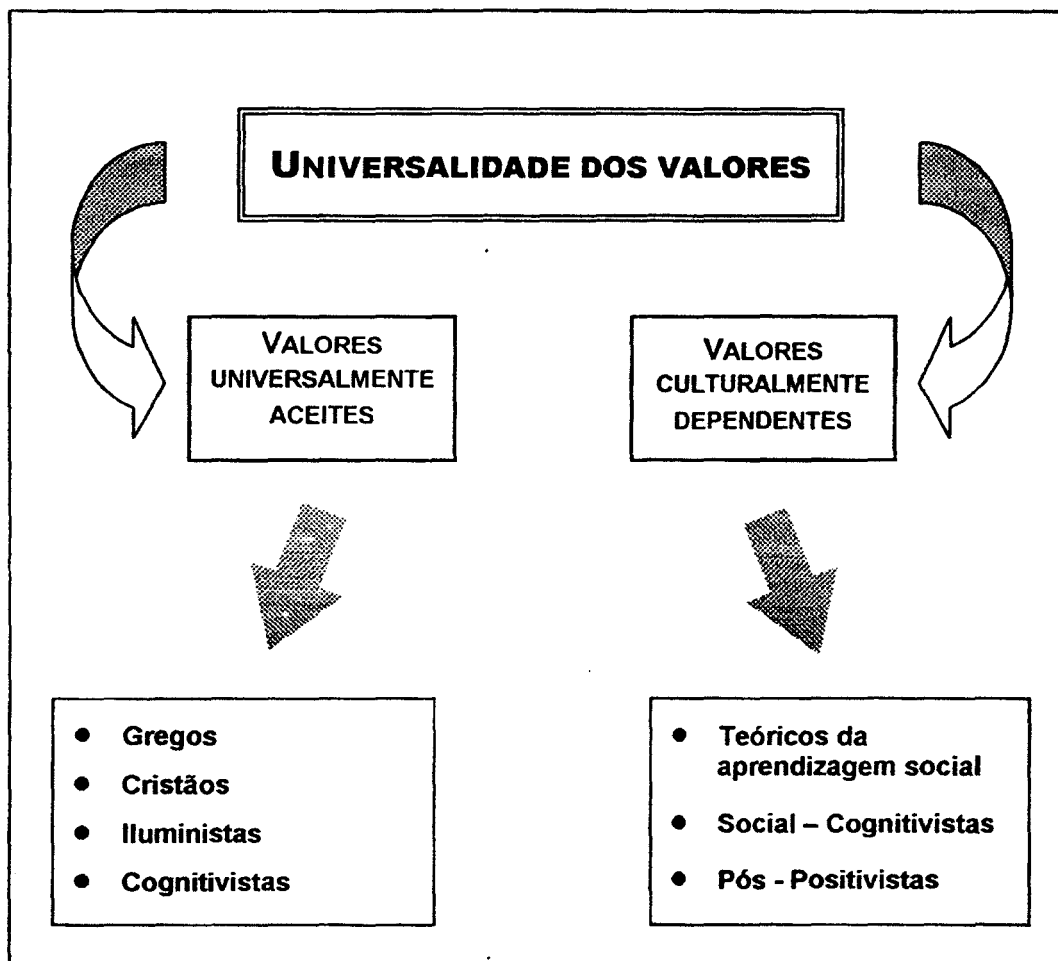 UNIVERSALIDADE DOS VALORES
VALORES
UNIVERSALMENTE
ACEITES
VALORES
CULTURALMENTE
DEPENDENTES
• Gregos
• Cristãos
• Iluministas
• Cognitivistas
• Teóricos da
aprendizagem social
• Social – Cognitivistas
• Pós - Positivistas